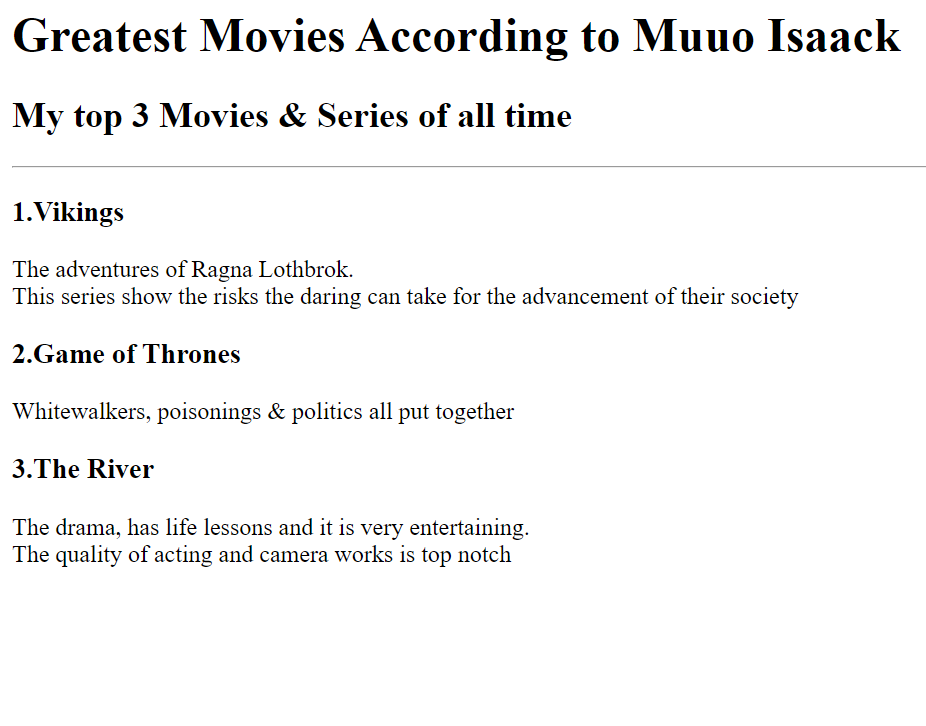 Greatest Movies According to Muuo Isaack
My top 3 Movies & Series of all time
1.Vikings
The adventures of Ragna Lothbrok.
This series show the risks the daring can take for the advancement of their society
2.Game of Thrones
Whitewalkers, poisonings & politics all put together
3.The River
The drama, has life lessons and it is very entertaining.
The quality of acting and camera works is top notch